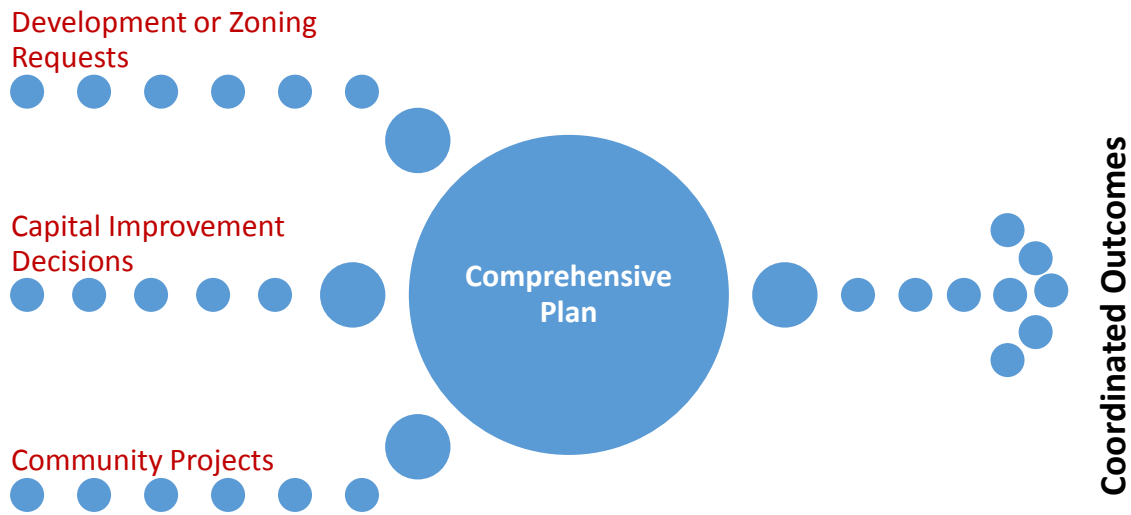 Development or Zoning
Requests
Capital Improvement
Decisions
Community Projects
Comprehensive
Plan
Coordinated Outcomes